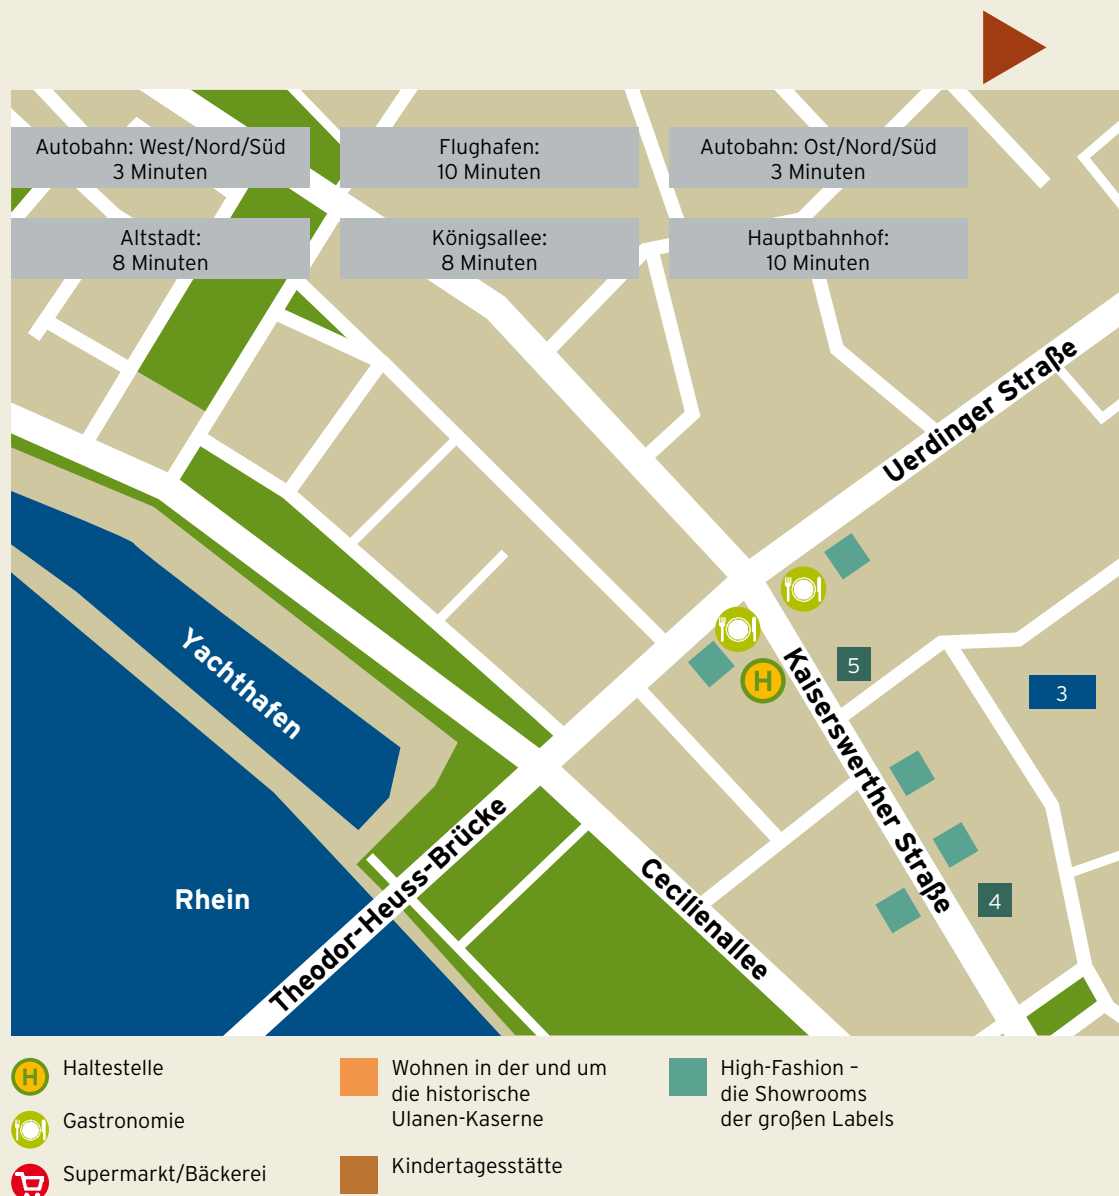 Autobahn: West/Nord/Süd
3 Minuten
Flughafen:
10 Minuten
Autobahn: Ost/Nord/Süd
3 Minuten
Altstadt:
8 Minuten
Königsallee:
8 Minuten
Hauptbahnhof:
10 Minuten
Uerdinger Straße
Yachthafen
H
5
3
Kaiserswerther Straße
Theodor-Heuss-Brücke
Rhein
Cecilienallee
4
H
Haltestelle
Gastronomie
Supermarkt/Bäckerei
Wohnen in der und um
die historische
Ulanen-Kaserne
Kindertagesstätte
High-Fashion –
die Showrooms
der großen Labels